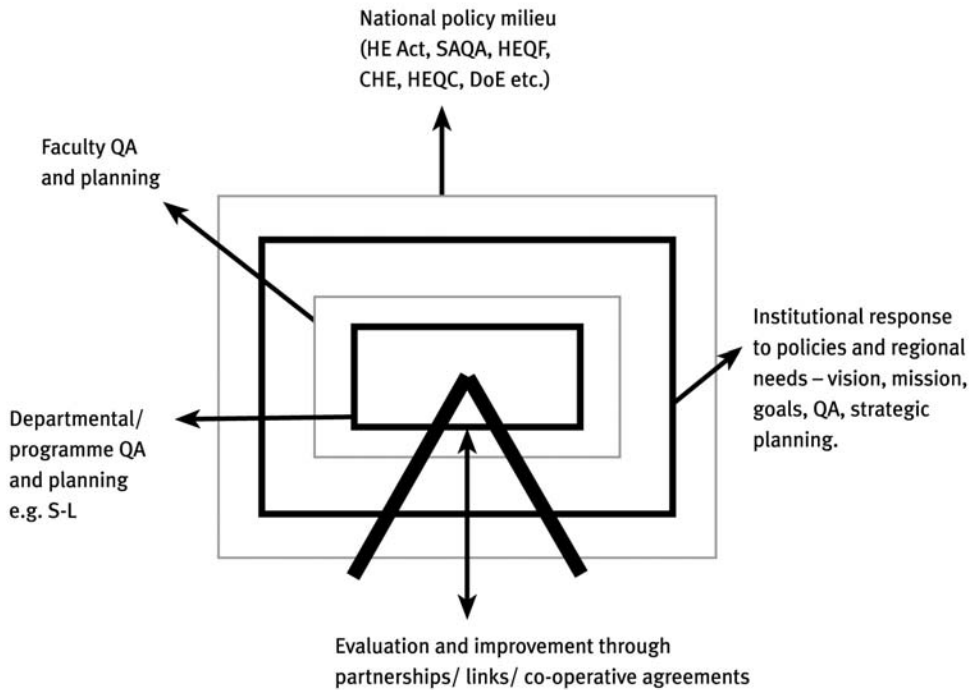 National policy milieu
(HE Act, SAQA, HEQF,
CHE, HEQC, DoE etc.)
Faculty QA
and planning
Institutional response
to policies and regional
needs – vision, mission,
goals, QA, strategic
planning.
Departmental/
programme QA
and planning
e.g. S-L
Evaluation and improvement through
partnerships/ links/ co-operative agreements